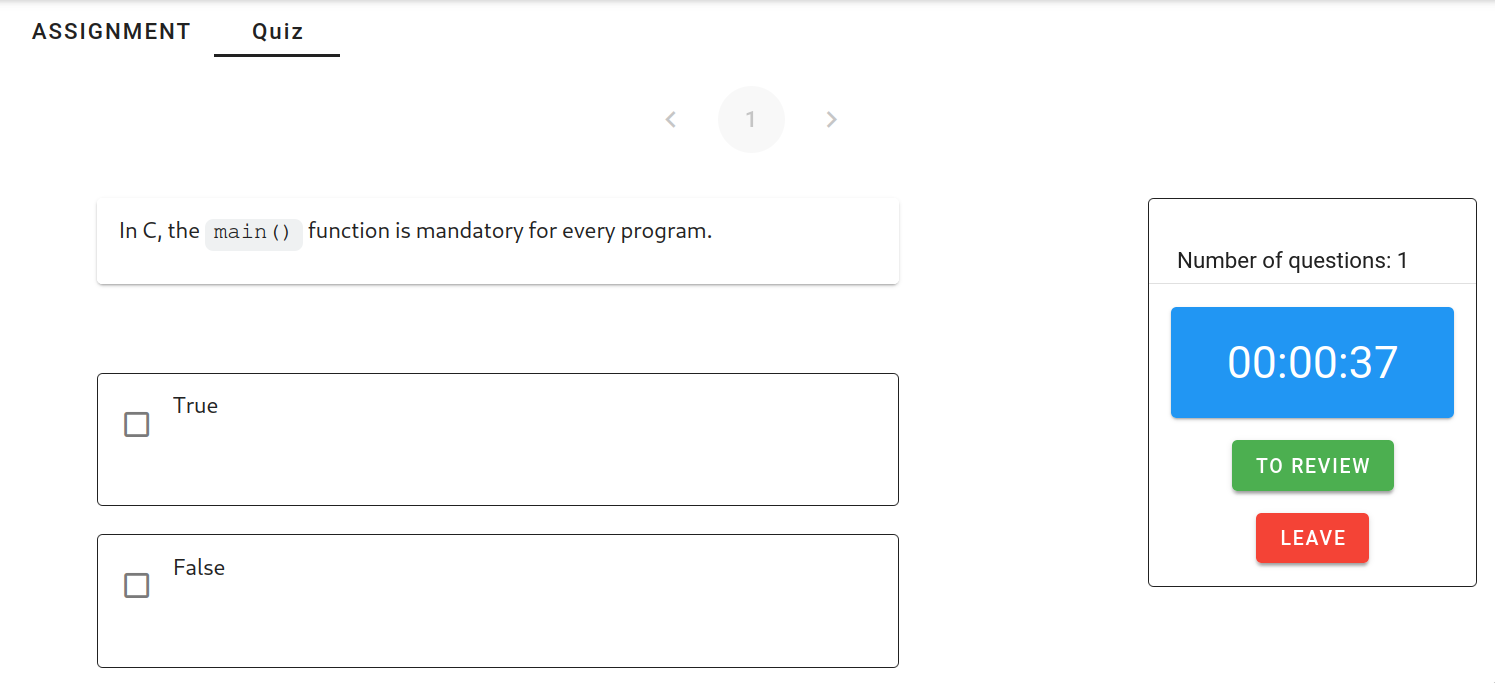 ASSIGNMENT Quiz
1
In C, the main() function is mandatory for every program.
Number of questions: 1
00:00:37
TO REVIEW
LEAVE
True
False